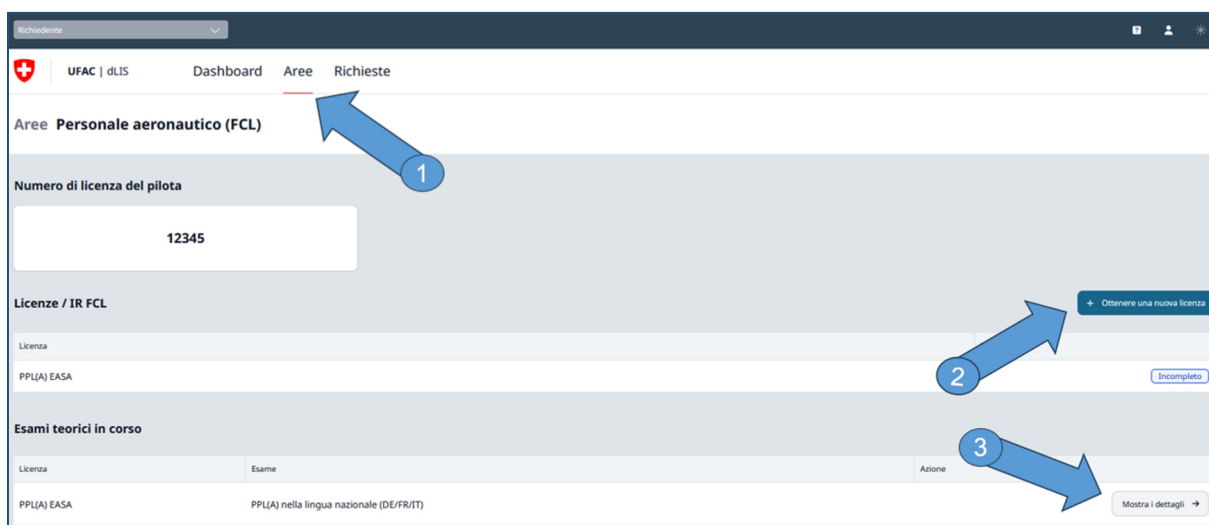 Richiedente
UFAC | dLIS Dashboard Aree Richieste
Aree Personale aeronautico (FCL)
1
Numero di licenza del pilota
12345
Licenze / IR FCL + Ottenere una nuova licenza
Licenza
2
PPL(A) EASA Incompleto
Esami teorici in corso
3
Licenza Esame Azione
PPL(A) EASA PPL(A) nella lingua nazionale (DE/FR/IT) Mostra i dettagli →